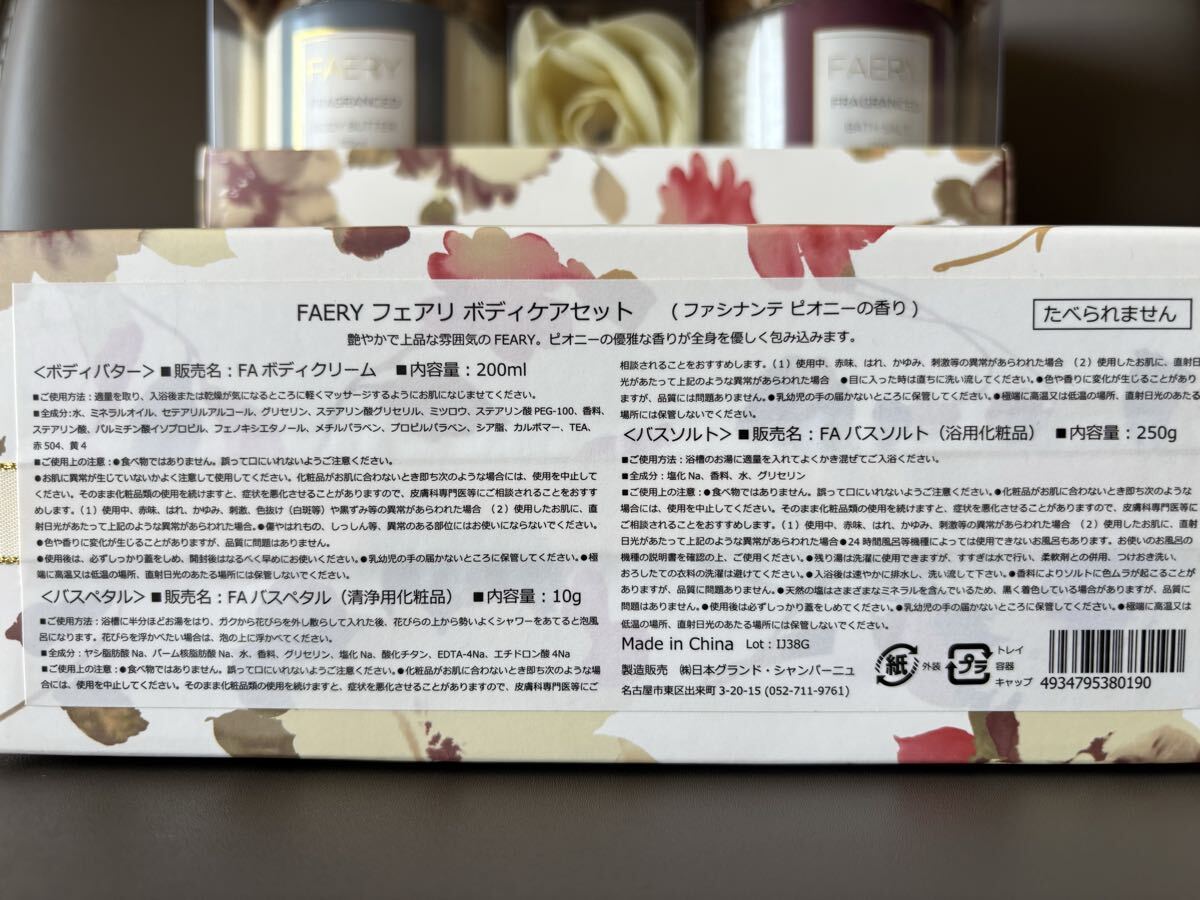 FAERY
FRAGRANCED
BODY BUTTER
FAERY
FRAGRANCED
BATH SALT
FAERY フェアリ ボディケアセット (ファシナンテ ピオニーの香り)
たべられません
艶やかで上品な雰囲気のFEARY。ピオニーの優雅な香りが全身を優しく包み込みます。
<ボディバター>■販売名:FAボディクリーム ■内容量:200ml
■ご使用方法:適量を取り、入浴後または乾燥が気になるところに軽くマッサージするようにお肌になじませてください。
■全成分:水、ミネラルオイル、セテアリルアルコール、グリセリン、ステアリン酸グリセリル、ミツロウ、ステアリン酸PEG-100、香料、
ステアリン酸、パルミチン酸イソプロピル、フェノキシエタノール、メチルパラベン、プロピルパラベン、シア脂、カルボマー、TEA、
赤504、黄4
■ご使用上の注意:●食べ物ではありません。誤って口にいれないようご注意ください。
●お肌に異常が生じていないかよく注意して使用してください。化粧品がお肌に合わないとき即ち次のような場合には、使用を中止して
ください。そのまま化粧品類の使用を続けますと、症状を悪化させることがありますので、皮膚科専門医等にご相談されることをおすす
めします。(1)使用中、赤味、はれ、かゆみ、刺激、色抜け(白斑等)や黒ずみ等の異常があらわれた場合 (2)使用したお肌に、直
射日光があたって上記のような異常があらわれた場合。●傷やはれもの、しっしん等、異常のある部位にはお使いにならないでください。
●色や香りに変化が生じることがありますが、品質に問題はありません。
●使用後は、必ずしっかり蓋をしめ、開封後はなるべく早めにお使いください。●乳幼児の手の届かないところに保管してください。●極
端に高温又は低温の場所、直射日光のあたる場所には保管しないでください。
<バスペタル>■販売名:FAバスペタル(清浄用化粧品) ■内容量:10g
■ご使用方法:浴槽に半分ほどお湯をはり、ガクから花びらを外し散らして入れた後、花びらの上から勢いよくシャワーをあてると泡風
呂になります。花びらを浮かべたい場合は、泡の上に浮かべてください。
■全成分:ヤシ脂肪酸Na、パーム核脂肪酸Na、水、香料、グリセリン、塩化Na、酸化チタン、EDTA-4Na、エチドロン酸4Na
■ご使用上の注意:●食べ物ではありません。誤って口にいれないようご注意ください。●化粧品がお肌に合わないとき即ち次のような場
合には、使用を中止してください。そのまま化粧品類の使用を続けますと、症状を悪化させることがありますので、皮膚科専門医等にご
相談されることをおすすめします。(1)使用中、赤味、はれ、かゆみ、刺激等の異常があらわれた場合 (2)使用したお肌に、直射日
光があたって上記のような異常があらわれた場合 ●目に入った時は直ちに洗い流してください。●色や香りに変化が生じることがあり
ますが、品質には問題ありません。●乳幼児の手の届かないところに保管してください。●極端に高温又は低温の場所、直射日光のあたる
場所には保管しないでください。
<バスソルト>■販売名:FAバスソルト(浴用化粧品) ■内容量:250g
■ご使用方法:浴槽のお湯に適量を入れてよくかき混ぜてご入浴ください。
■全成分:塩化Na、香料、水、グリセリン
■ご使用上の注意:●食べ物ではありません。誤って口にいれないようご注意ください。●化粧品がお肌に合わないとき即ち次のような
場合には、使用を中止してください。そのまま化粧品類の使用を続けますと、症状を悪化させることがありますので、皮膚科専門医等に
ご相談されることをおすすめします。(1)使用中、赤味、はれ、かゆみ、刺激等の異常があらわれた場合 (2)使用したお肌に、直
射日光があたって上記のような異常があらわれた場合●24時間風呂等機種によっては使用できないお風呂もあります。お使いのお風呂の
機種の説明書を確認の上、ご使用ください。●残り湯は洗濯に使用できますが、すすぎは水で行い、柔軟剤との併用、つけおき洗い、
おろしたての衣料の洗濯は避けてください。●入浴後は速やかに排水し、洗い流して下さい。●香料によりソルトに色ムラが起こることが
ありますが、品質に問題はありません。●天然の塩はさまざまなミネラルを含んでいるため、黒く着色している場合がありますが、品質に
問題はありません。●使用後は必ずしっかり蓋をしめてください。●乳幼児の手の届かないところに保管してください。●極端に高温又は
低温の場所、直射日光のあたる場所には保管しないでください。
Made in China Lot:IJ38G
製造販売 ㈱日本グランド・シャンパーニュ
名古屋市東区出来町3-20-15 (052-711-9761)
紙 外装
プラ トレイ
容器
キャップ
4934795380190